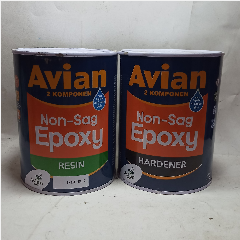 Avian
2 KOMPONEN
Non-Sag
Epoxy
RESIN
Avian
2 KOMPONEN
Non-Sag
Epoxy
HARDENER